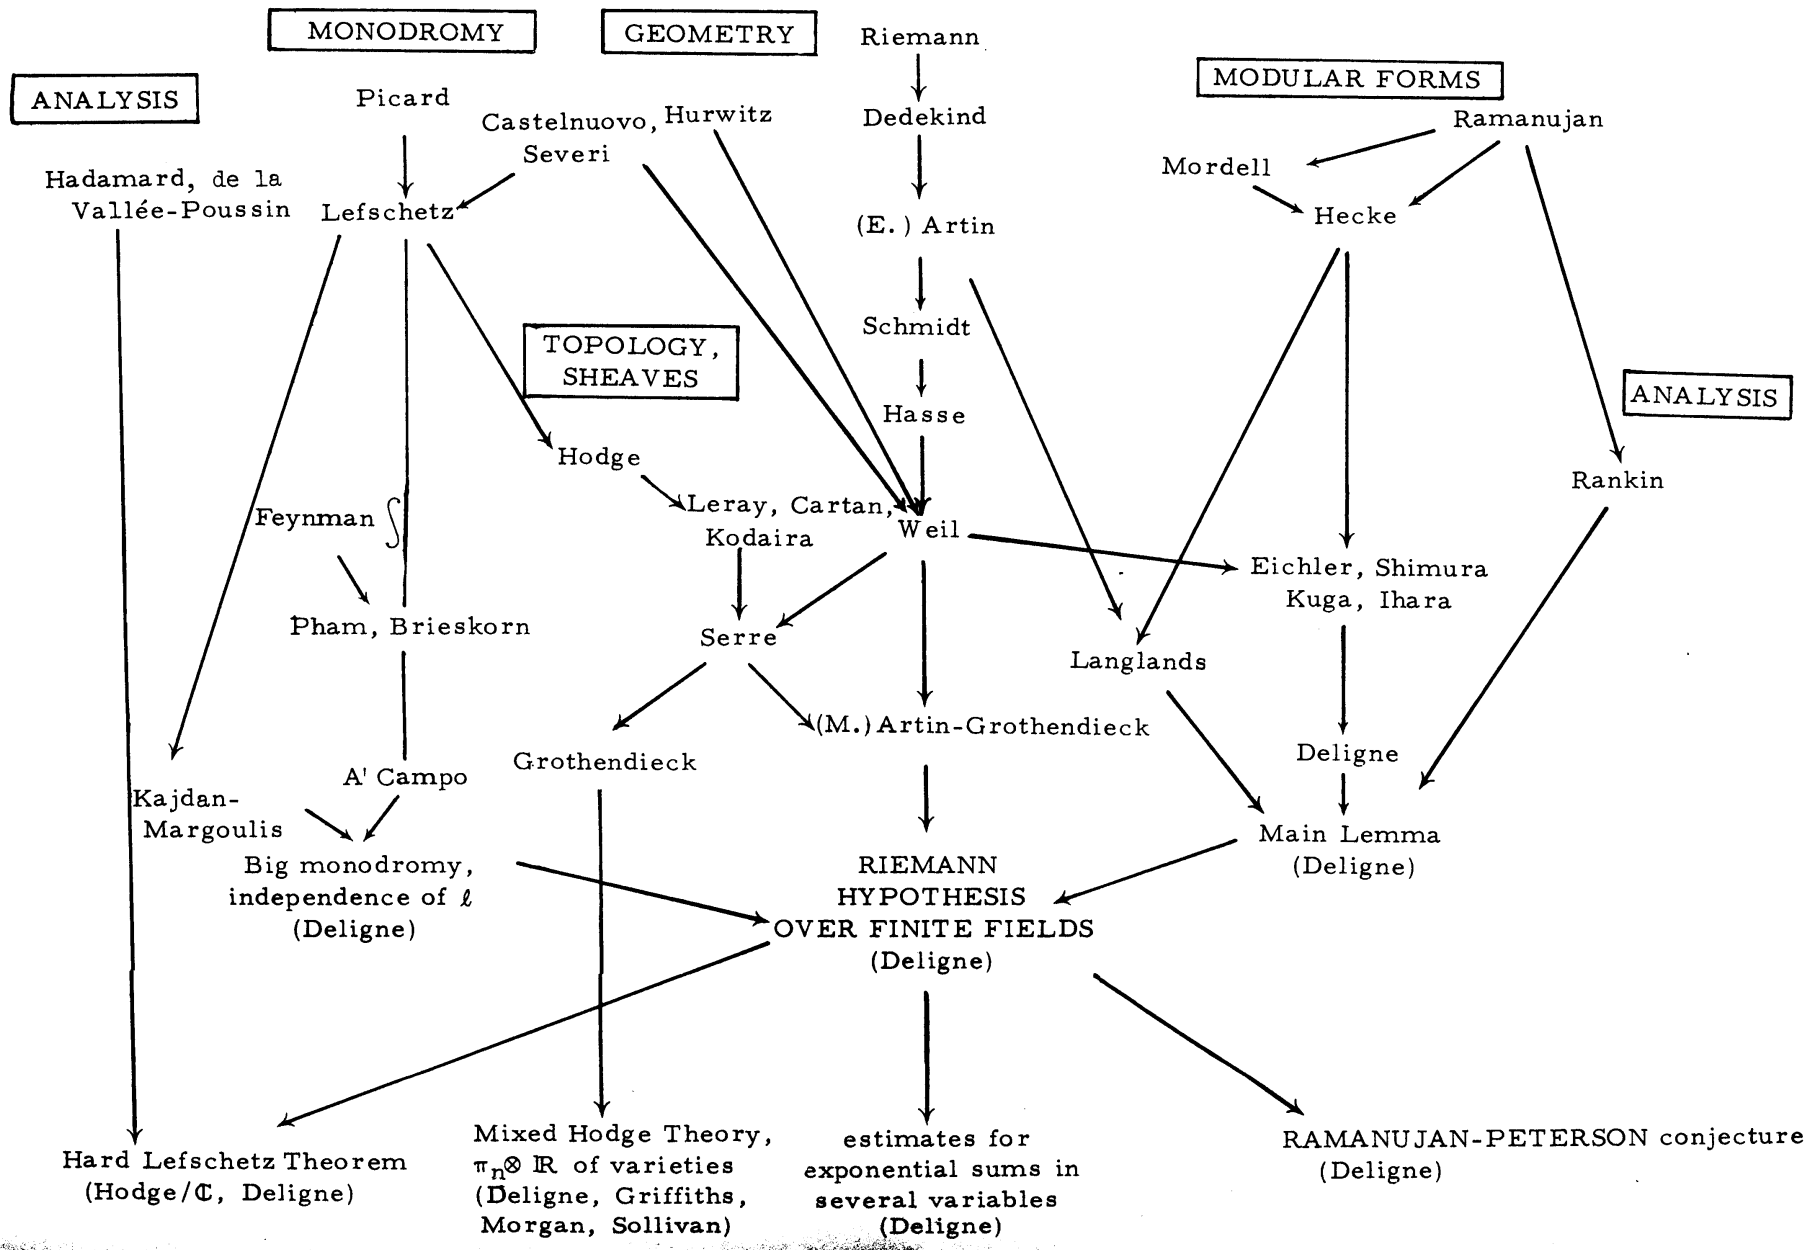 MONODROMY
GEOMETRY
Riemann
ANALYSIS
Picard
MODULAR FORMS
Castelnuovo,
Severi
Hurwitz
Dedekind
Ramanujan
Mordell
Hadamard, de la
Vallée-Poussin
Lefschetz
(E.) Artin
Hecke
Schmidt
TOPOLOGY,
SHEAVES
Hasse
ANALYSIS
Hodge
Rankin
Feynman ∫
Leray, Cartan,
Kodaira
Weil
Eichler, Shimura
Kuga, Ihara
Pham, Brieskorn
Serre
Langlands
(M.) Artin-Grothendieck
Grothendieck
Deligne
A' Campo
Kajdan-
Margoulis
Main Lemma
(Deligne)
Big monodromy,
independence of ℓ
(Deligne)
RIEMANN
HYPOTHESIS
OVER FINITE FIELDS
(Deligne)
Hard Lefschetz Theorem
(Hodge/ℂ, Deligne)
Mixed Hodge Theory,
πn⊗ ℝ of varieties
(Deligne, Griffiths,
Morgan, Sollivan)
estimates for
exponential sums in
several variables
(Deligne)
RAMANUJAN-PETERSON conjecture
(Deligne)